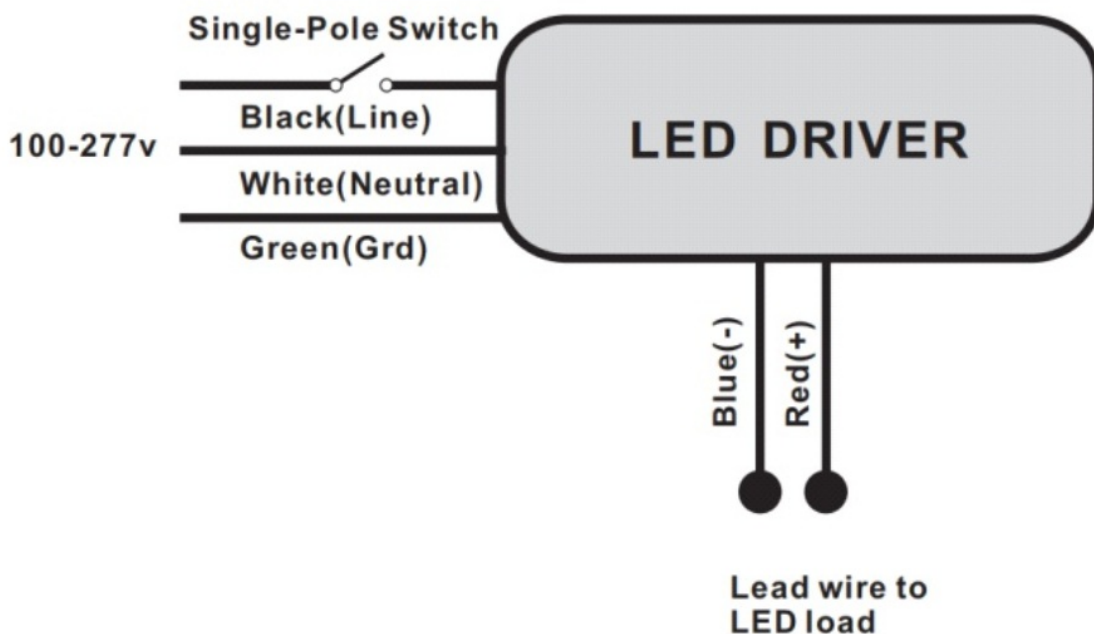 Single-Pole Switch
Black(Line)
100-277v
White(Neutral)
Green(Grd)
LED DRIVER
Blue(-)
Red(+)
Lead wire to
LED load